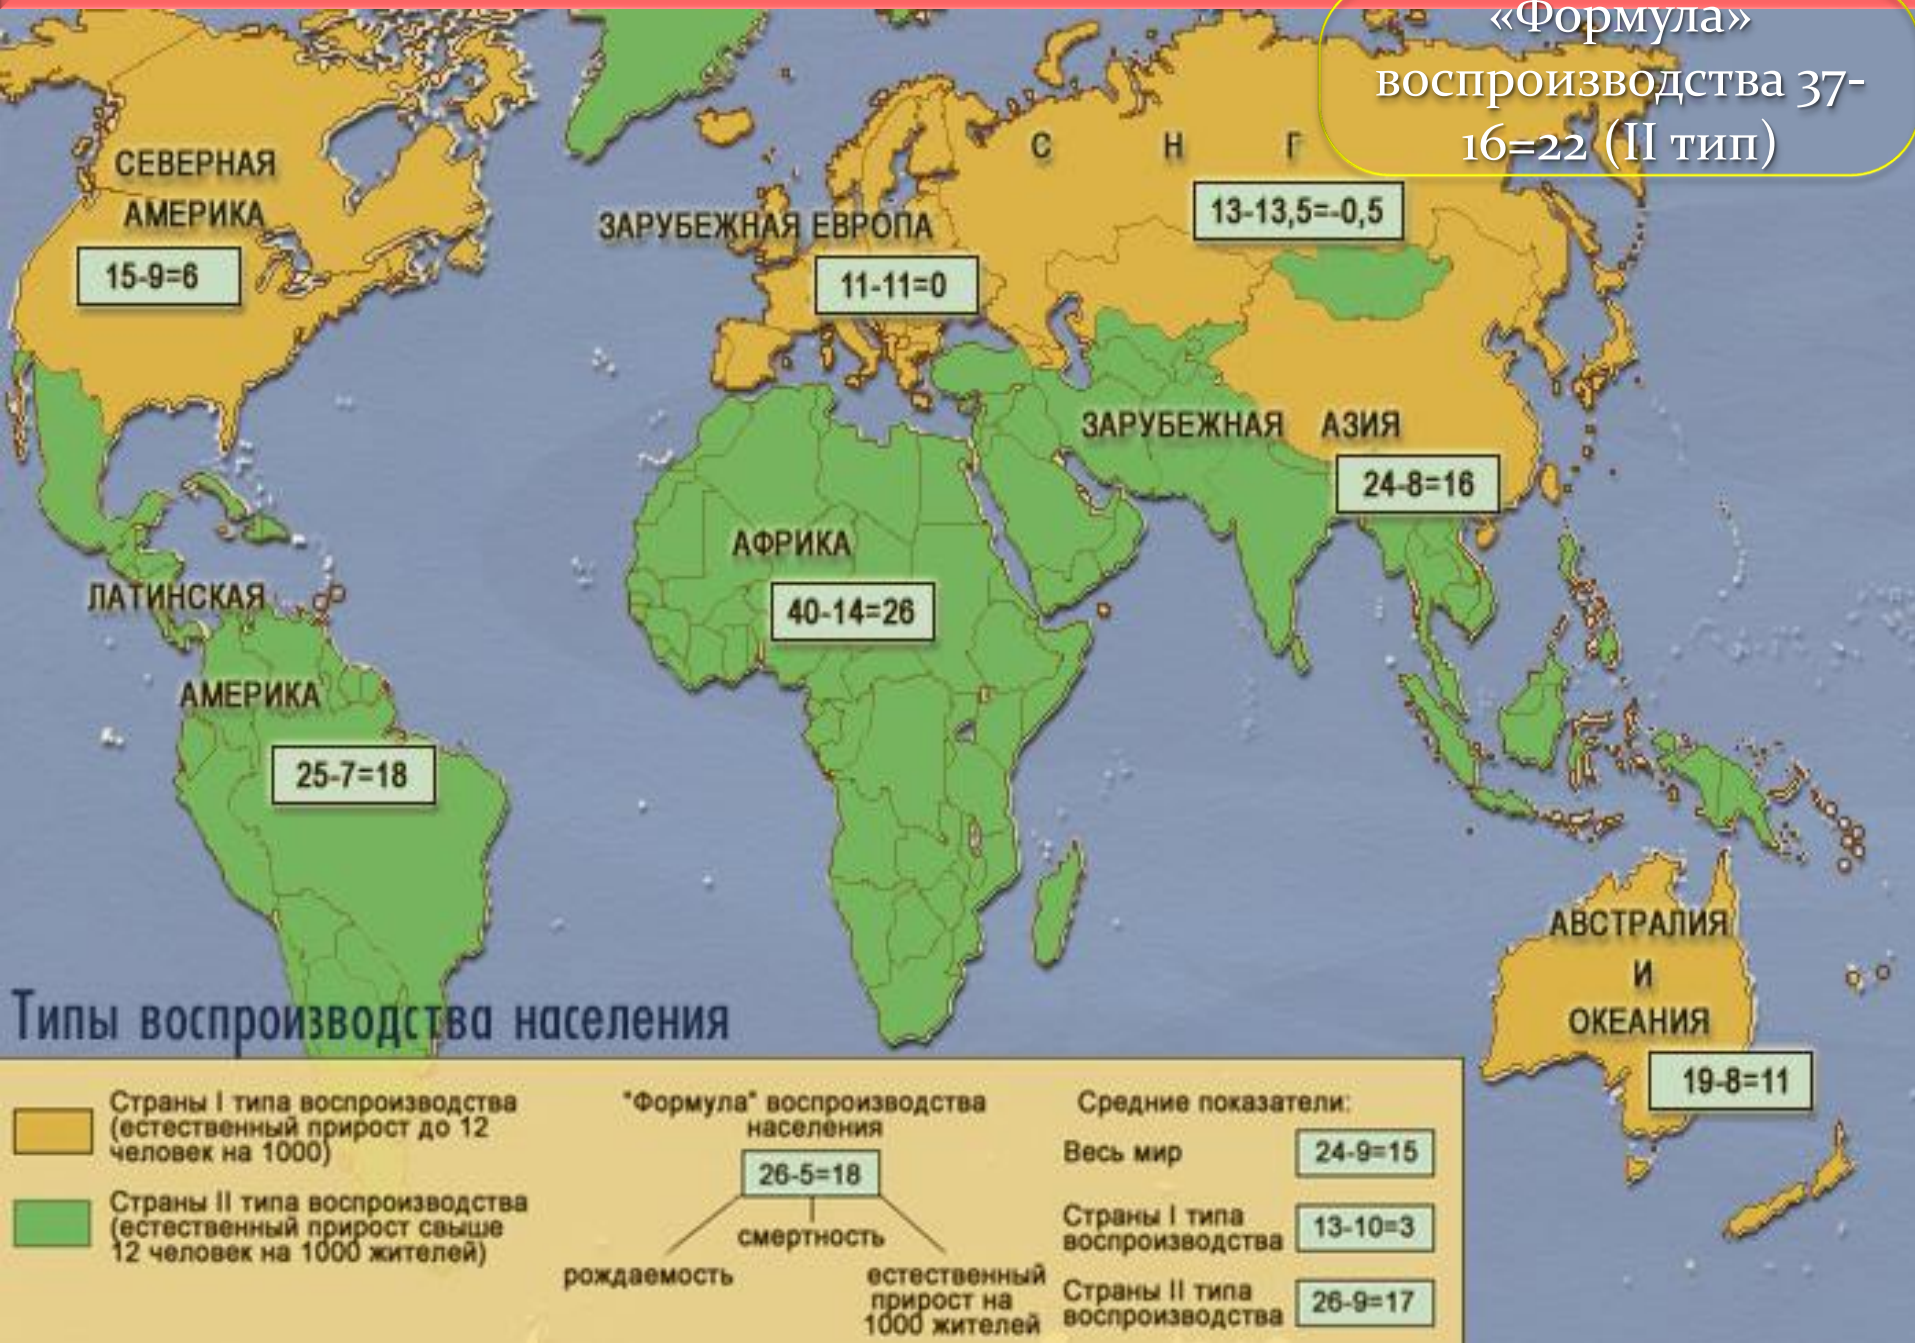 «Формула»
воспроизводства 37-
16=22 (II тип)
СЕВЕРНАЯ
АМЕРИКА
15-9=6
С Н Г
13-13,5=-0,5
ЗАРУБЕЖНАЯ ЕВРОПА
11-11=0
ЗАРУБЕЖНАЯ АЗИЯ
24-8=16
АФРИКА
40-14=26
ЛАТИНСКАЯ
АМЕРИКА
25-7=18
АВСТРАЛИЯ
И
ОКЕАНИЯ
19-8=11
Типы воспроизводства населения
Страны I типа воспроизводства
(естественный прирост до 12
человек на 1000)
Страны II типа воспроизводства
(естественный прирост свыше
12 человек на 1000 жителей)
"Формула" воспроизводства
населения
26-5=18
смертность
рождаемость
естественный
прирост на
1000 жителей
Средние показатели:
Весь мир 24-9=15
Страны I типа
воспроизводства 13-10=3
Страны II типа
воспроизводства 26-9=17